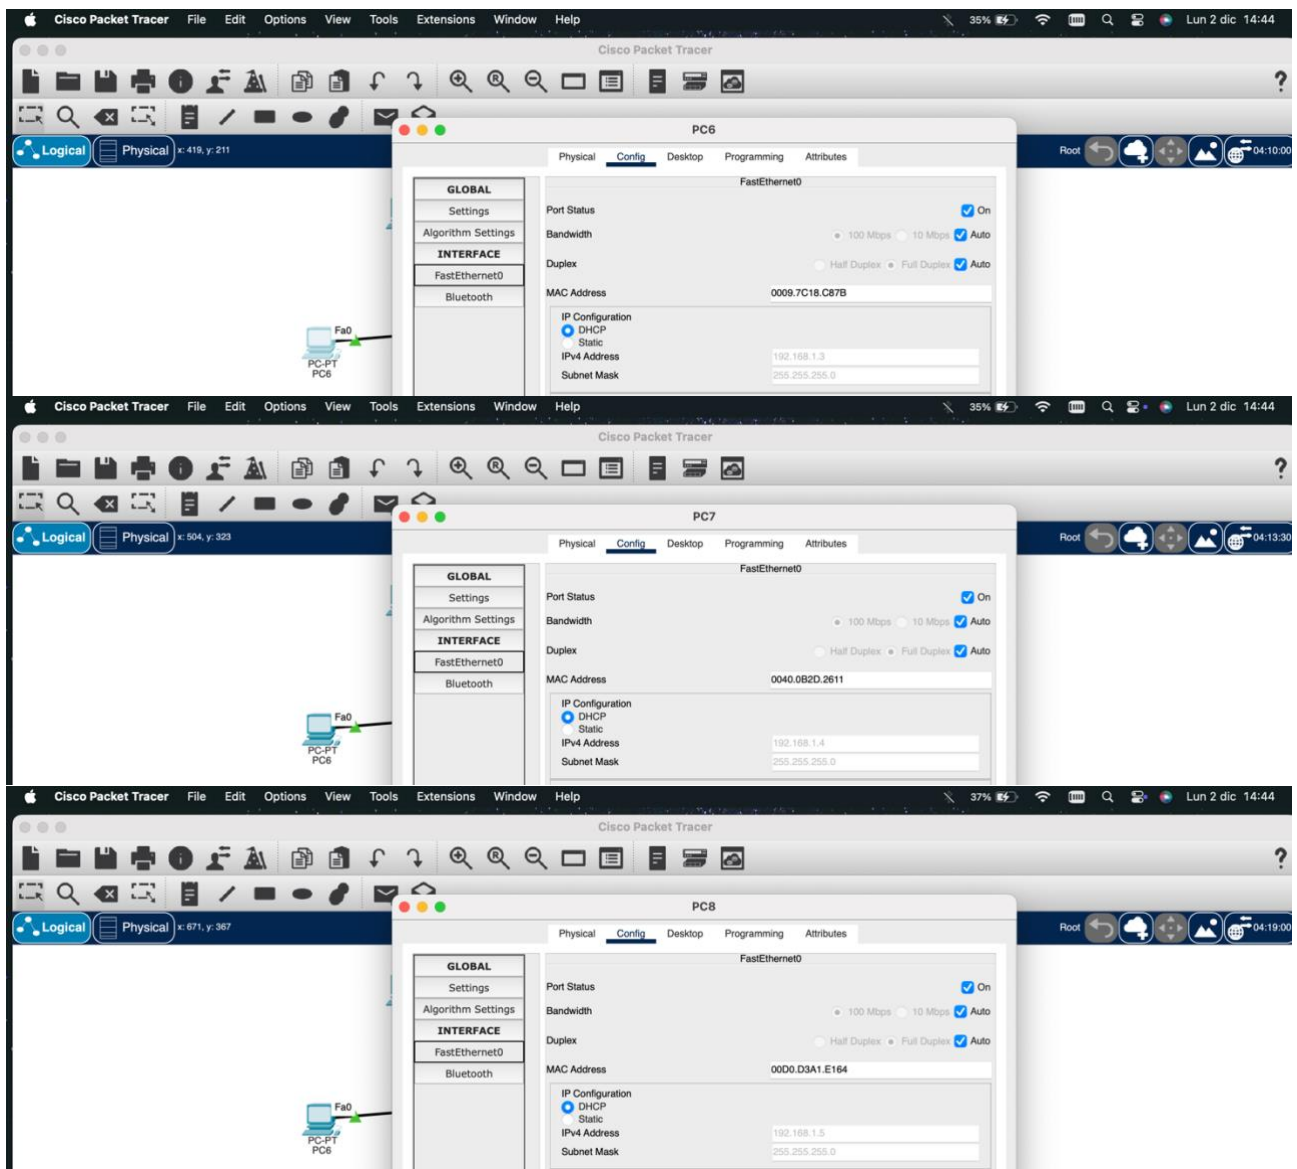 Cisco Packet Tracer File Edit Options View Tools Extensions Window Help 35% Lun 2 dic 14:44
Cisco Packet Tracer
?
PC6
Logical Physical x: 419, y: 211 Root 04:10:00
Physical Config Desktop Programming Attributes
FastEthernet0
GLOBAL
Settings
Algorithm Settings
INTERFACE
FastEthernet0
Bluetooth
Port Status On
Bandwidth 100 Mbps 10 Mbps Auto
Duplex Half Duplex Full Duplex Auto
MAC Address 0009.7C18.C87B
IP Configuration
DHCP
Static
IPv4 Address 192.168.1.3
Subnet Mask 255.255.255.0
Fa0
PC-PT
PC6
Cisco Packet Tracer File Edit Options View Tools Extensions Window Help 35% Lun 2 dic 14:44
Cisco Packet Tracer
?
PC7
Logical Physical x: 504, y: 323 Root 04:13:30
Physical Config Desktop Programming Attributes
FastEthernet0
GLOBAL
Settings
Algorithm Settings
INTERFACE
FastEthernet0
Bluetooth
Port Status On
Bandwidth 100 Mbps 10 Mbps Auto
Duplex Half Duplex Full Duplex Auto
MAC Address 0040.0B2D.2611
IP Configuration
DHCP
Static
IPv4 Address 192.168.1.4
Subnet Mask 255.255.255.0
Fa0
PC-PT
PC6
Cisco Packet Tracer File Edit Options View Tools Extensions Window Help 37% Lun 2 dic 14:44
Cisco Packet Tracer
?
PC8
Logical Physical x: 671, y: 367 Root 04:19:00
Physical Config Desktop Programming Attributes
FastEthernet0
GLOBAL
Settings
Algorithm Settings
INTERFACE
FastEthernet0
Bluetooth
Port Status On
Bandwidth 100 Mbps 10 Mbps Auto
Duplex Half Duplex Full Duplex Auto
MAC Address 00D0.D3A1.E164
IP Configuration
DHCP
Static
IPv4 Address 192.168.1.5
Subnet Mask 255.255.255.0
Fa0
PC-PT
PC6